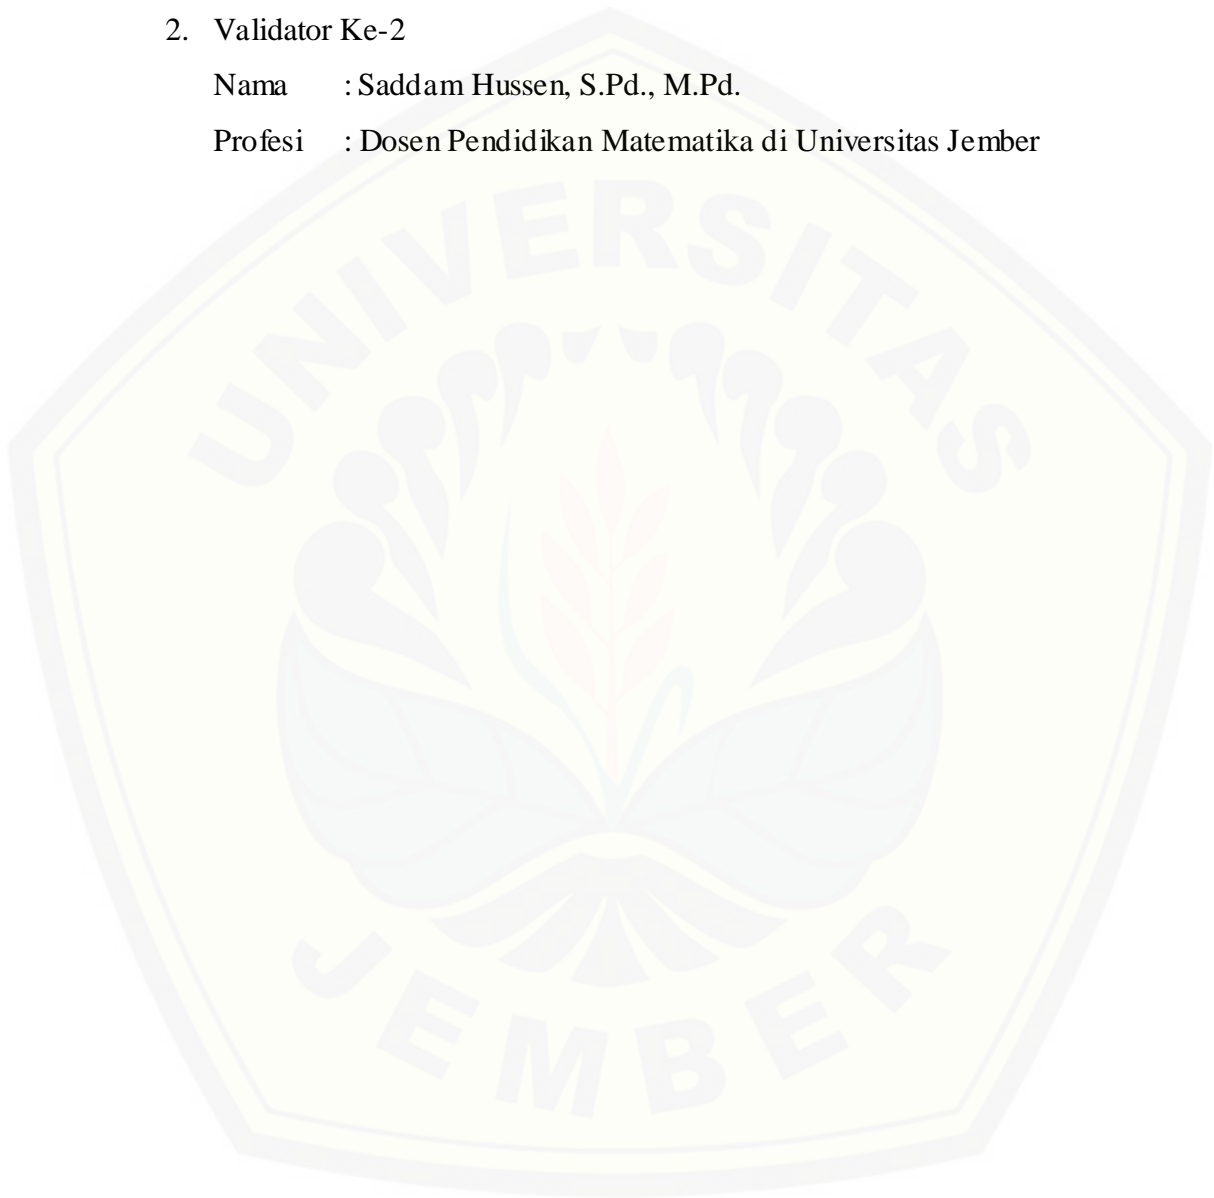 2. Validator Ke-2
Nama : Saddam Hussen, S.Pd., M.Pd.
Profesi : Dosen Pendidikan Matematika di Universitas Jember
UNIVERSITAS
JEMBER